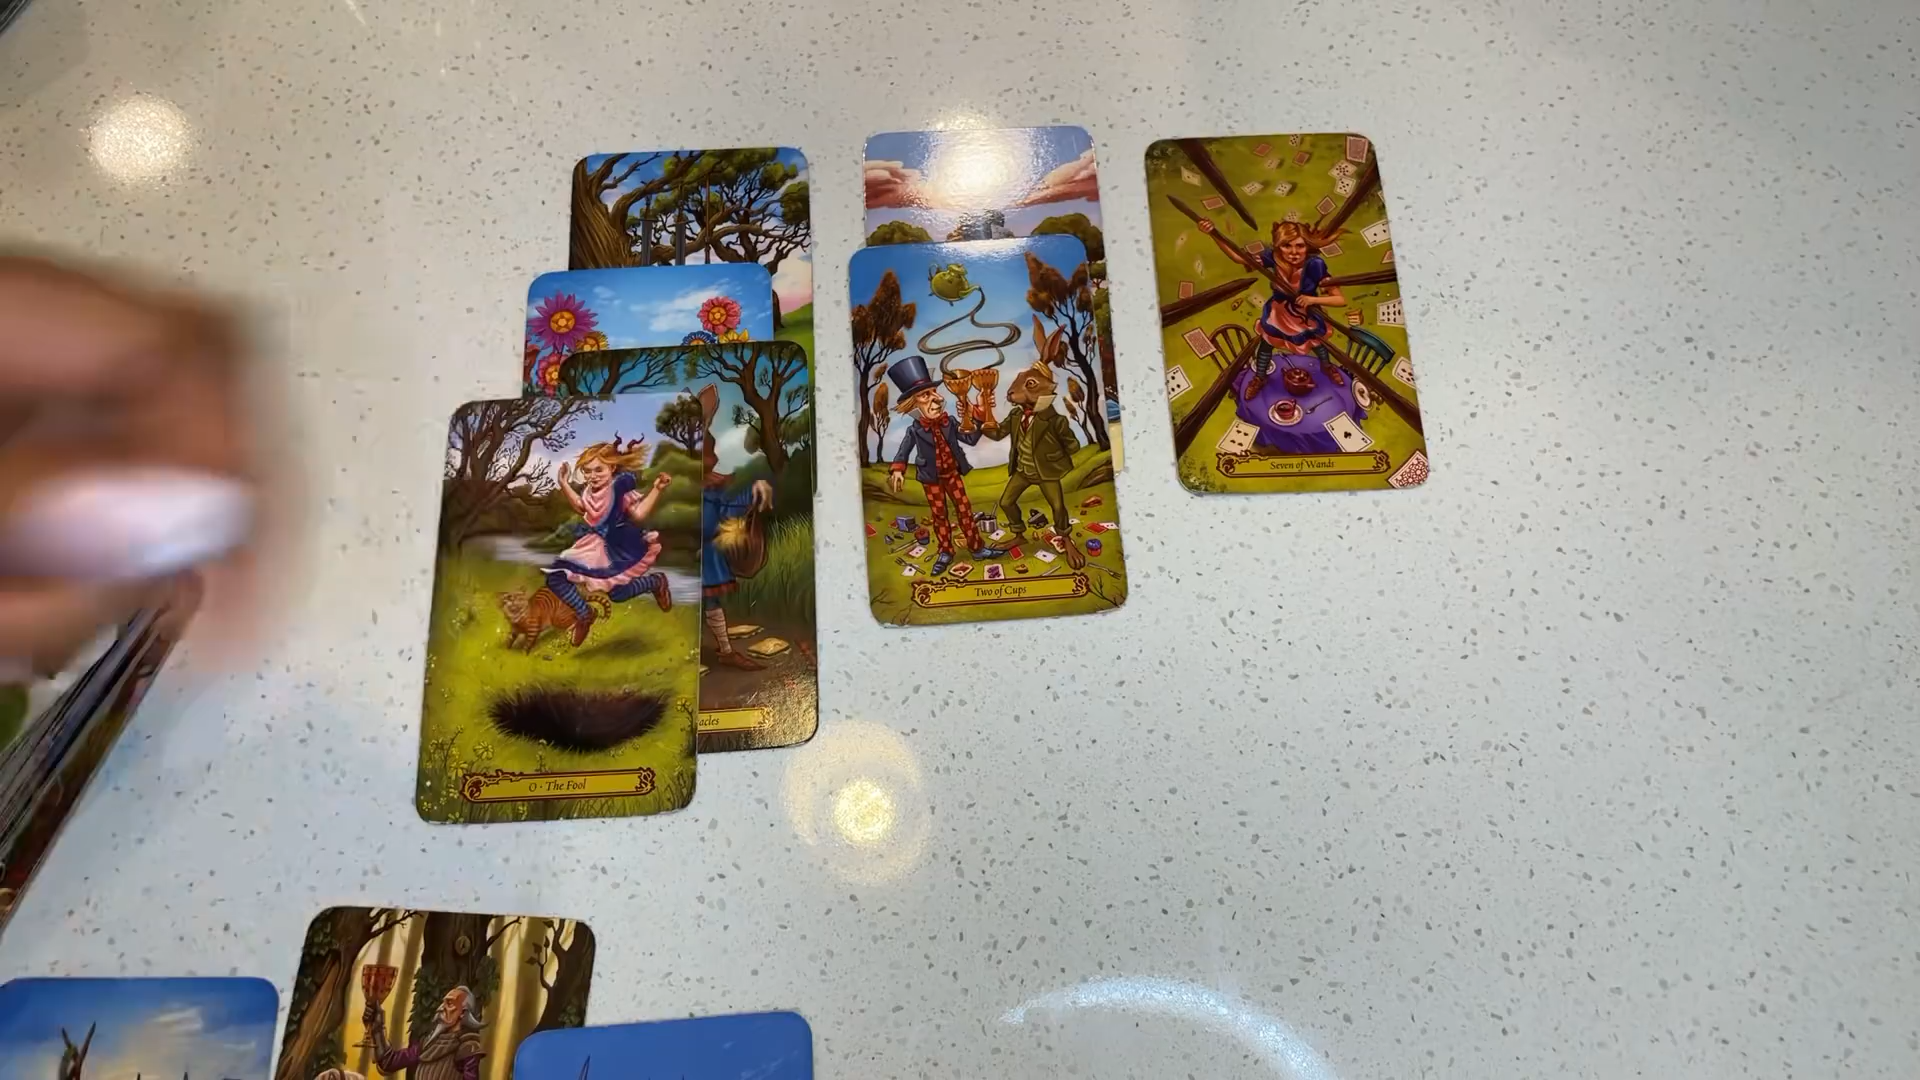 Seven of Wands
Two of Cups
acles
0 · The Fool